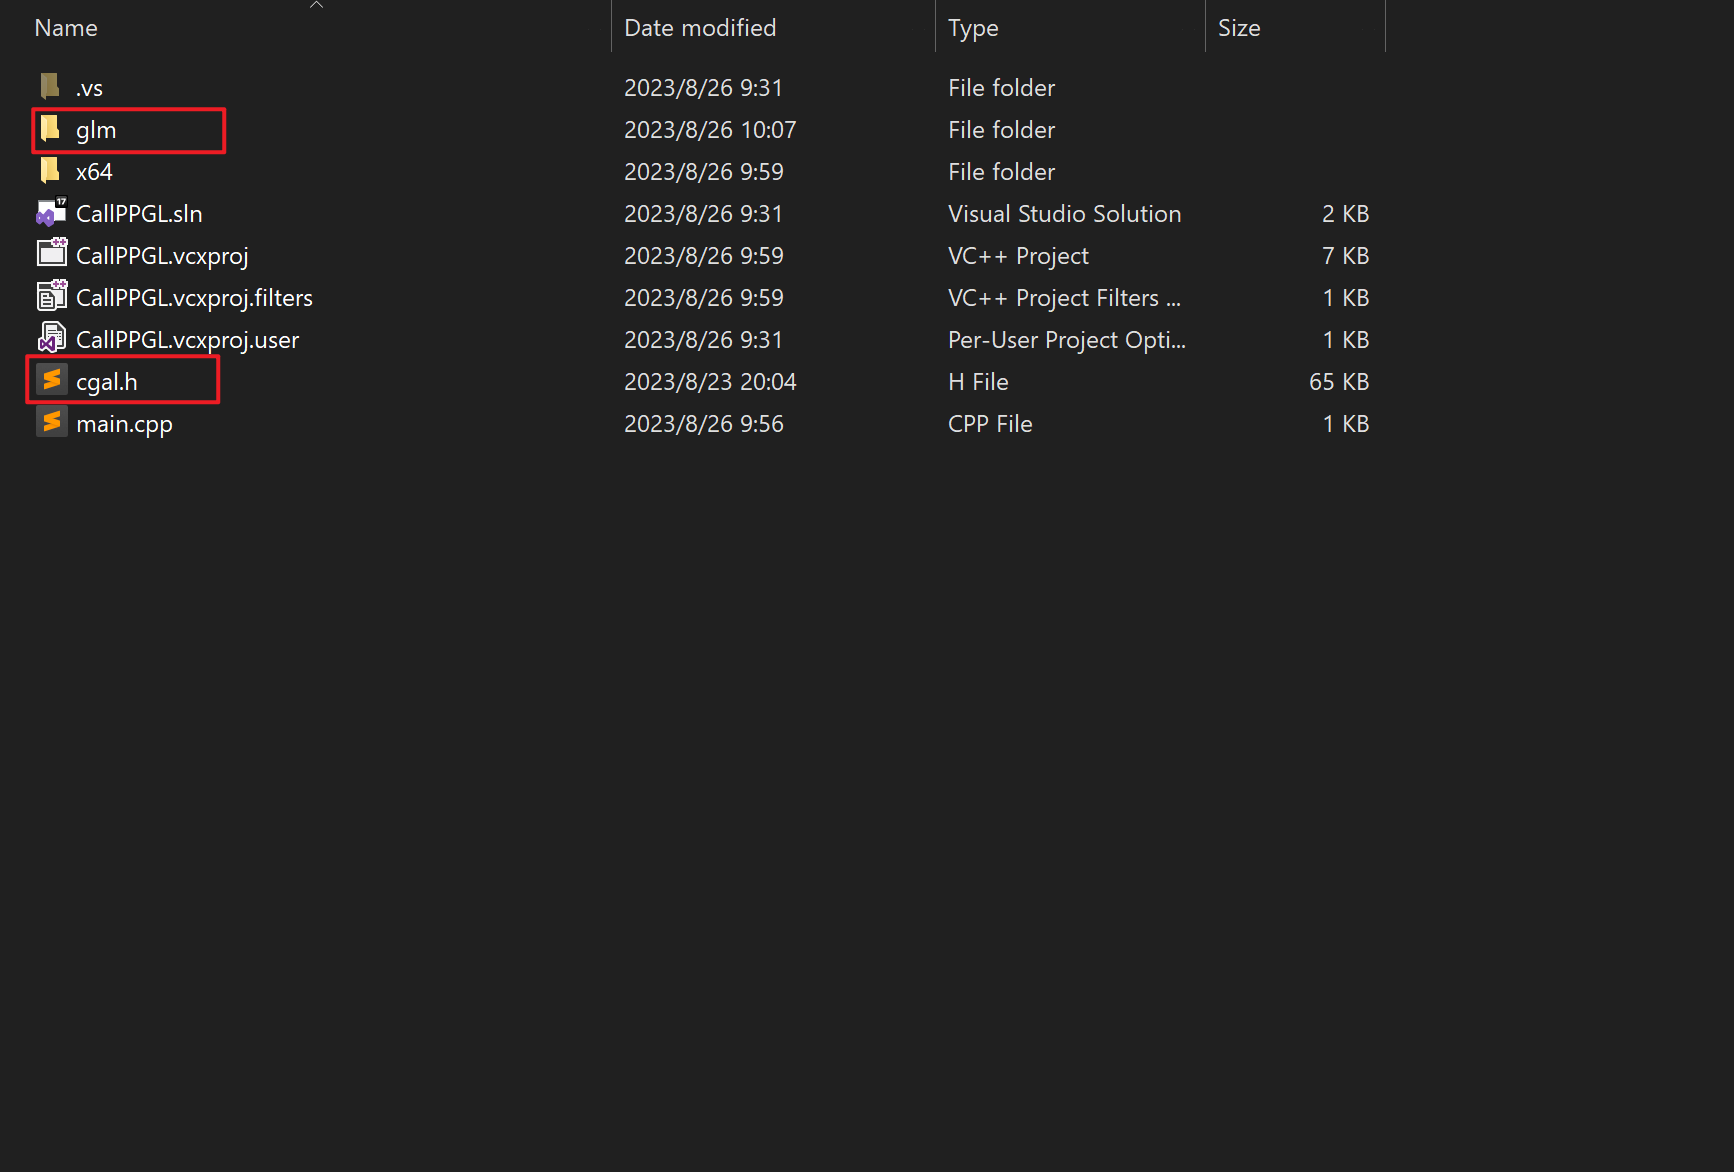 Name Date modified Type Size
.vs 2023/8/26 9:31 File folder
glm 2023/8/26 10:07 File folder
x64 2023/8/26 9:59 File folder
17
CallPPGL.sln 2023/8/26 9:31 Visual Studio Solution 2 KB
CallPPGL.vcxproj 2023/8/26 9:59 VC++ Project 7 KB
CallPPGL.vcxproj.filters 2023/8/26 9:59 VC++ Project Filters ... 1 KB
CallPPGL.vcxproj.user 2023/8/26 9:31 Per-User Project Opti... 1 KB
cgal.h 2023/8/23 20:04 H File 65 KB
main.cpp 2023/8/26 9:56 CPP File 1 KB